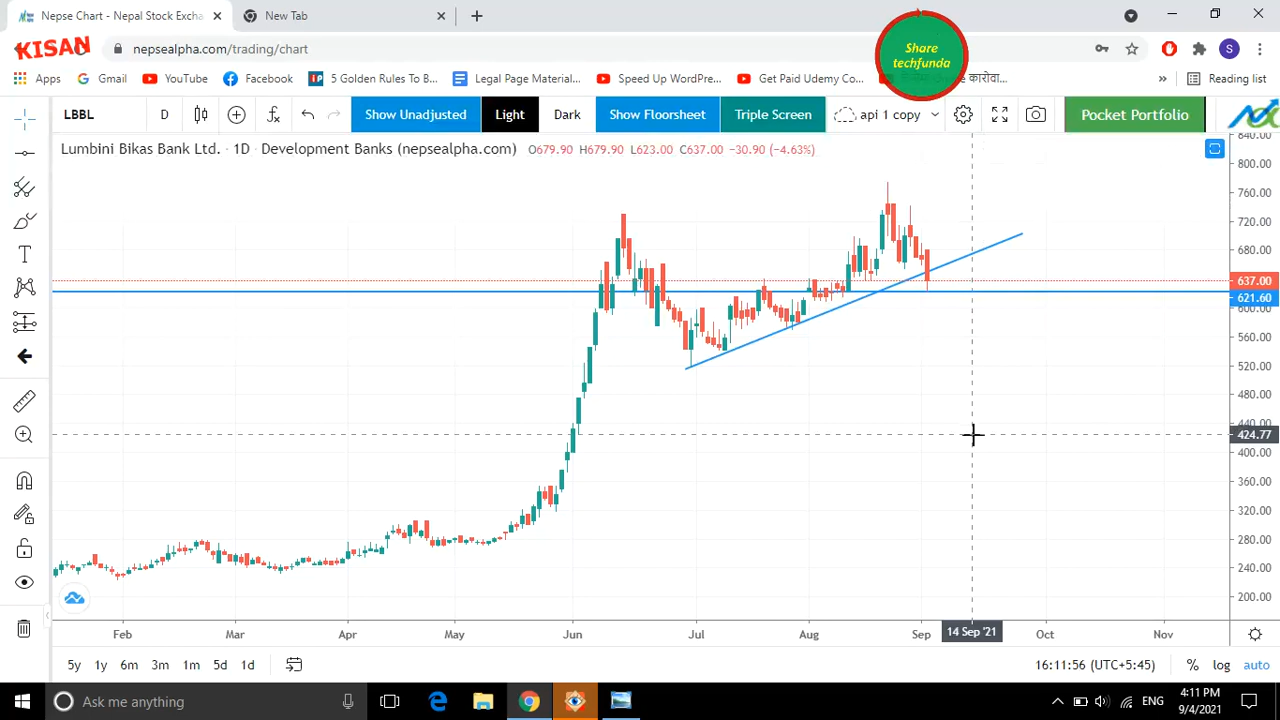 Nepse Chart - Nepal Stock Excha
New Tab
KISAN
nepsealpha.com/trading/chart
Share
techfunda
S
Apps
Gmail
YouTube
Facebook
5 Golden Rules To B...
Legal Page Material...
Speed Up WordPre...
Get Paid Udemy Co...
कारोवा...
Reading list
LBBL
D
Show Unadjusted
Light
Dark
Show Floorsheet
Triple Screen
api 1 copy
Pocket Portfolio
Lumbini Bikas Bank Ltd. · 1D · Development Banks (nepsealpha.com) O679.90 H679.90 L623.00 C637.00 −30.90 (−4.63%)
840.00
800.00
760.00
720.00
680.00
637.00
621.60
600.00
560.00
520.00
480.00
440.00
424.77
400.00
360.00
320.00
280.00
240.00
200.00
Feb
Mar
Apr
May
Jun
Jul
Aug
Sep
14 Sep '21
Oct
Nov
5y
1y
6m
3m
1m
5d
1d
16:11:56 (UTC+5:45)
%
log
auto
Ask me anything
ENG
4:11 PM
9/4/2021